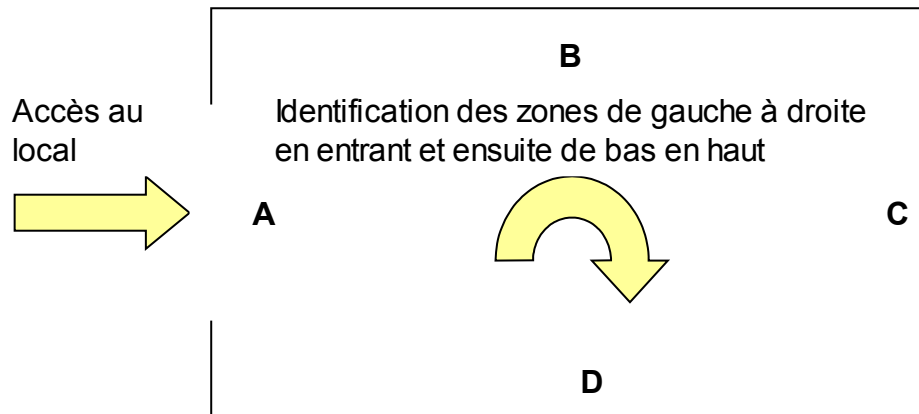 B
Accès au
local
Identification des zones de gauche à droite
en entrant et ensuite de bas en haut
A
C
D